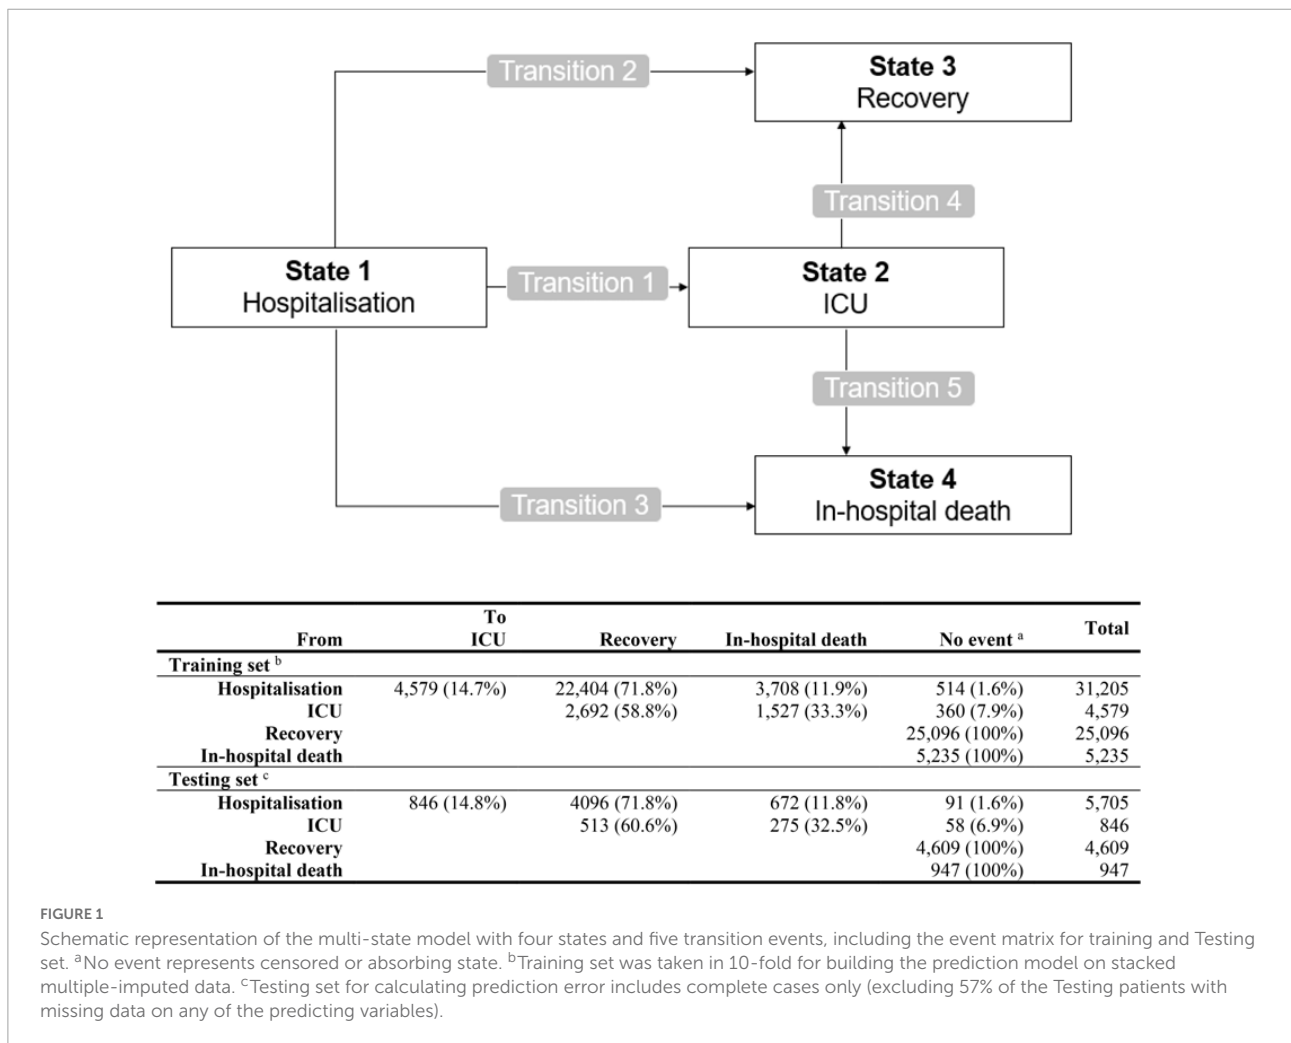 Transition 2
State 3
Recovery
Transition 4
State 1
Hospitalisation
Transition 1
State 2
ICU
Transition 5
Transition 3
State 4
In-hospital death
To
From ICU Recovery In-hospital death No event a Total
Training set b
Hospitalisation 4,579 (14.7%) 22,404 (71.8%) 3,708 (11.9%) 514 (1.6%) 31,205
ICU 2,692 (58.8%) 1,527 (33.3%) 360 (7.9%) 4,579
Recovery 25,096 (100%) 25,096
In-hospital death 5,235 (100%) 5,235
Testing set c
Hospitalisation 846 (14.8%) 4096 (71.8%) 672 (11.8%) 91 (1.6%) 5,705
ICU 513 (60.6%) 275 (32.5%) 58 (6.9%) 846
Recovery 4,609 (100%) 4,609
In-hospital death 947 (100%) 947
FIGURE 1
Schematic representation of the multi-state model with four states and five transition events, including the event matrix for training and Testing
set. aNo event represents censored or absorbing state. bTraining set was taken in 10-fold for building the prediction model on stacked
multiple-imputed data. cTesting set for calculating prediction error includes complete cases only (excluding 57% of the Testing patients with
missing data on any of the predicting variables).